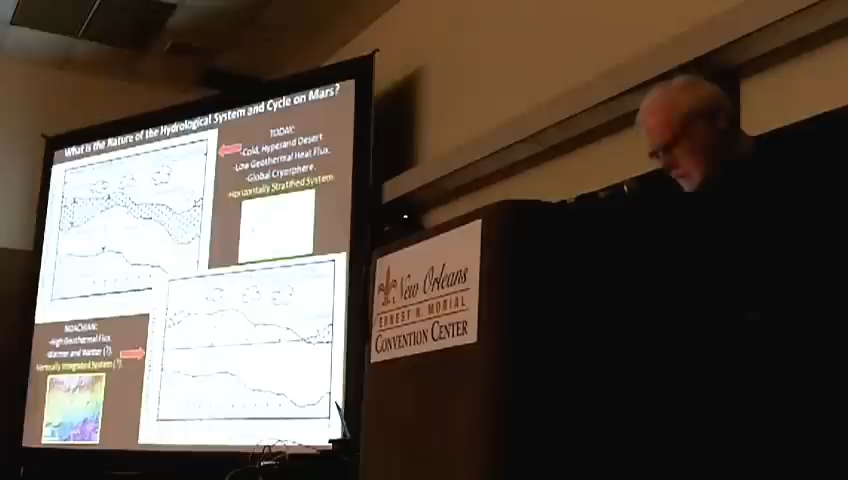 What is the Nature of the Hydrological System and Cycle on Mars?
TODAY:
-Cold, Hyperarid Desert
-Low Geothermal Heat Flux.
-Global Cryosphere.
-Horizontally Stratified System
NOACHIAN:
-High Geothermal Flux
-Warmer and Wetter (?).
-Vertically Integrated System (?).
New Orleans
ERNEST N. MORIAL
CONVENTION CENTER